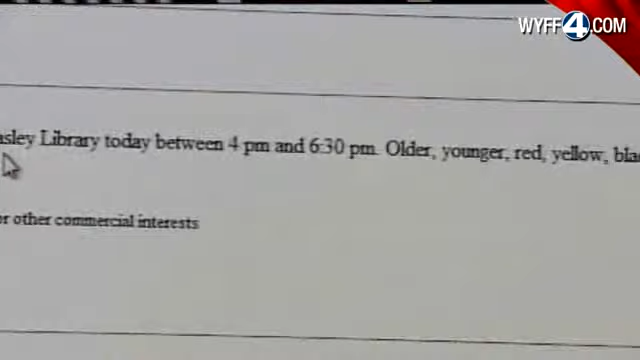 WYFF4.COM
asley Library today between 4 pm and 6:30 pm. Older, younger, red, yellow, bla
or other commercial interests